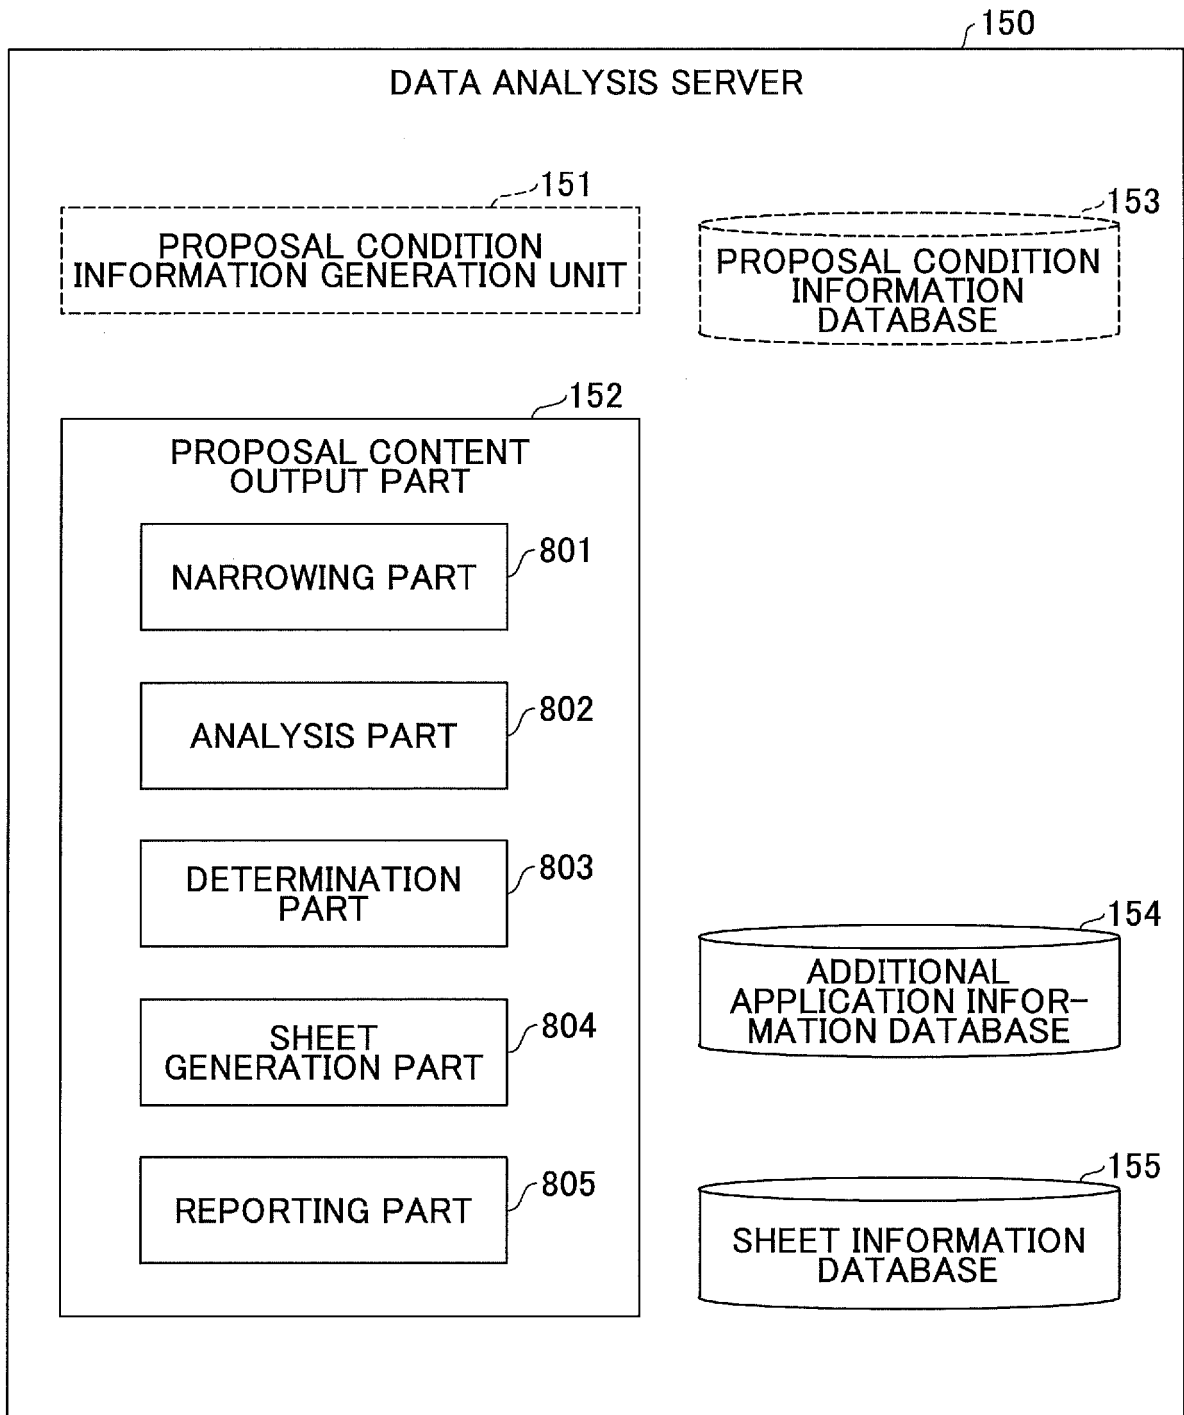 150
DATA ANALYSIS SERVER
151
PROPOSAL CONDITION
INFORMATION GENERATION UNIT
153
PROPOSAL CONDITION
INFORMATION
DATABASE
152
PROPOSAL CONTENT
OUTPUT PART
801
NARROWING PART
802
ANALYSIS PART
803
DETERMINATION
PART
804
SHEET
GENERATION PART
805
REPORTING PART
154
ADDITIONAL
APPLICATION INFOR-
MATION DATABASE
155
SHEET INFORMATION
DATABASE